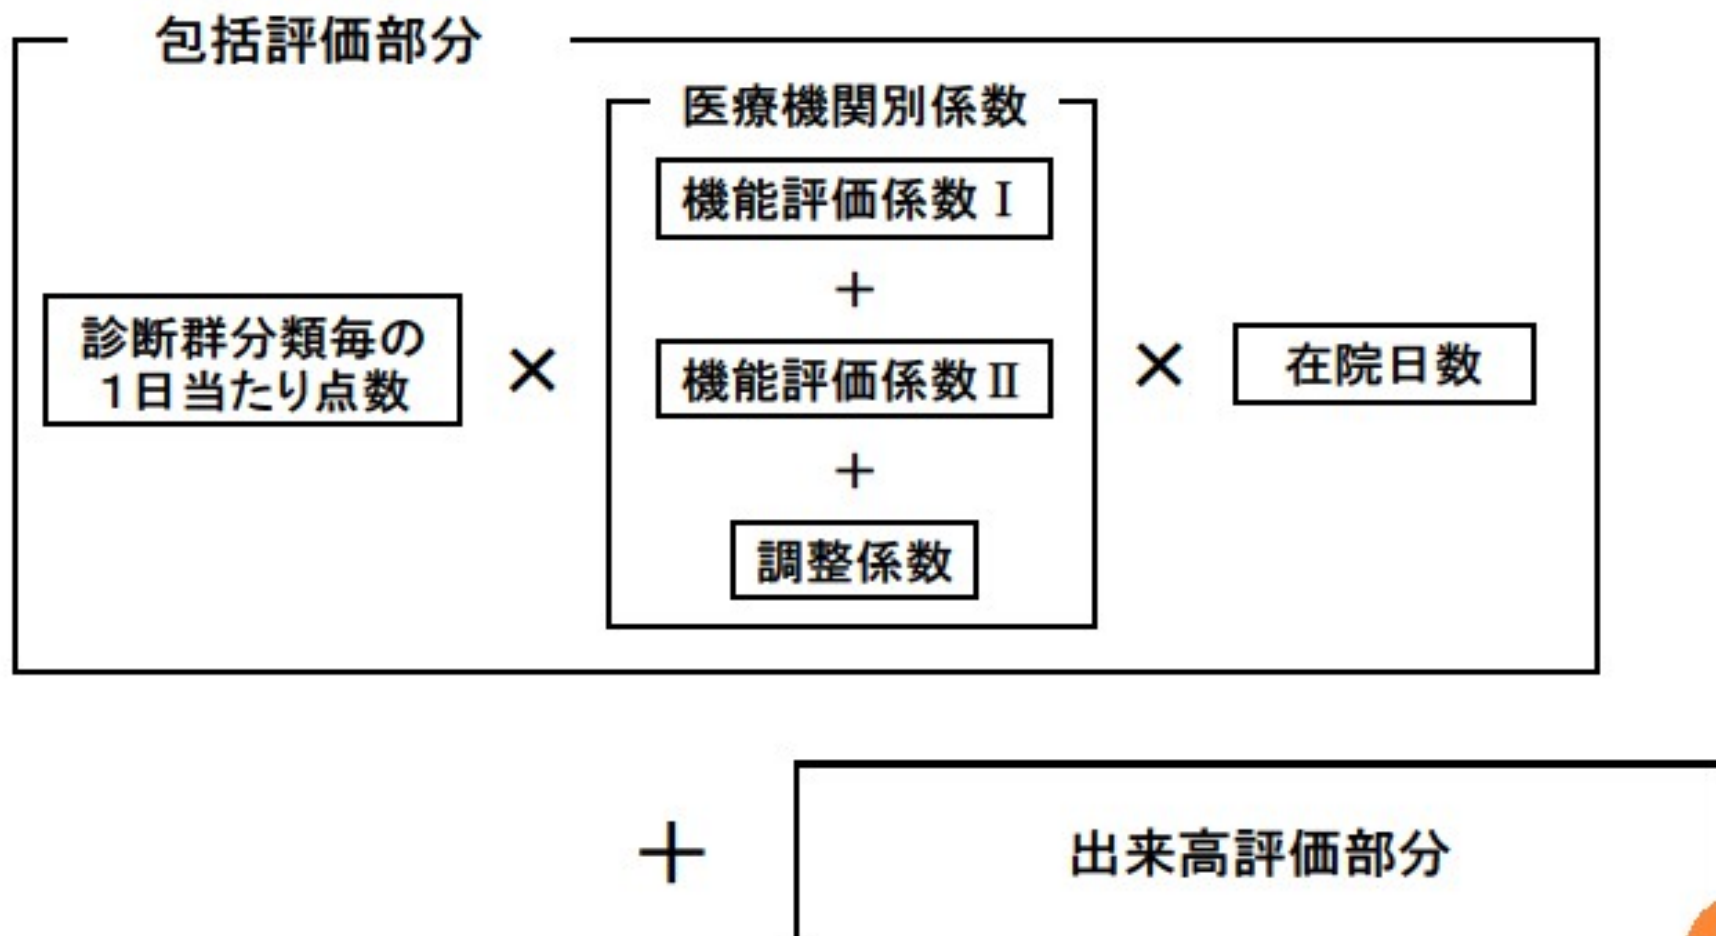 包括評価部分
医療機関別係数
機能評価係数Ⅰ
+
機能評価係数Ⅱ
+
調整係数
診断群分類毎の
1日当たり点数
×
×
在院日数
+
出来高評価部分